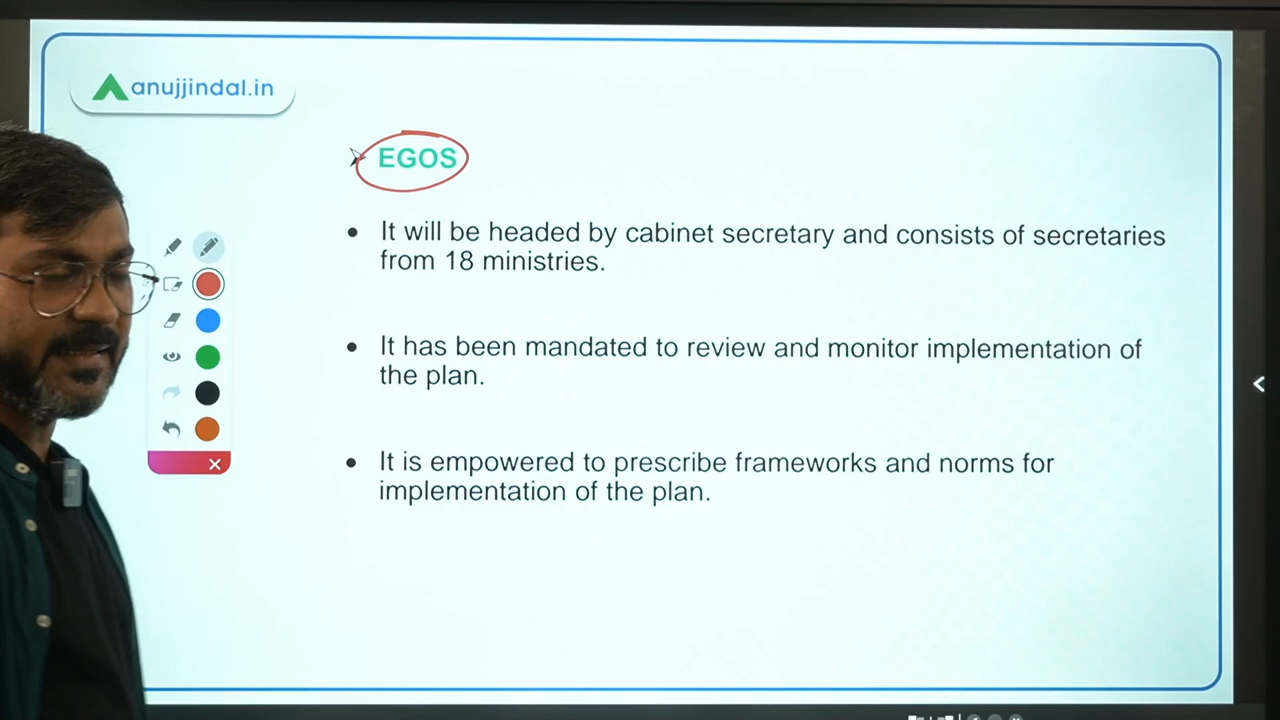 anujjindal.in
EGOS
It will be headed by cabinet secretary and consists of secretaries
from 18 ministries.
It has been mandated to review and monitor implementation of
the plan.
It is empowered to prescribe frameworks and norms for
implementation of the plan.